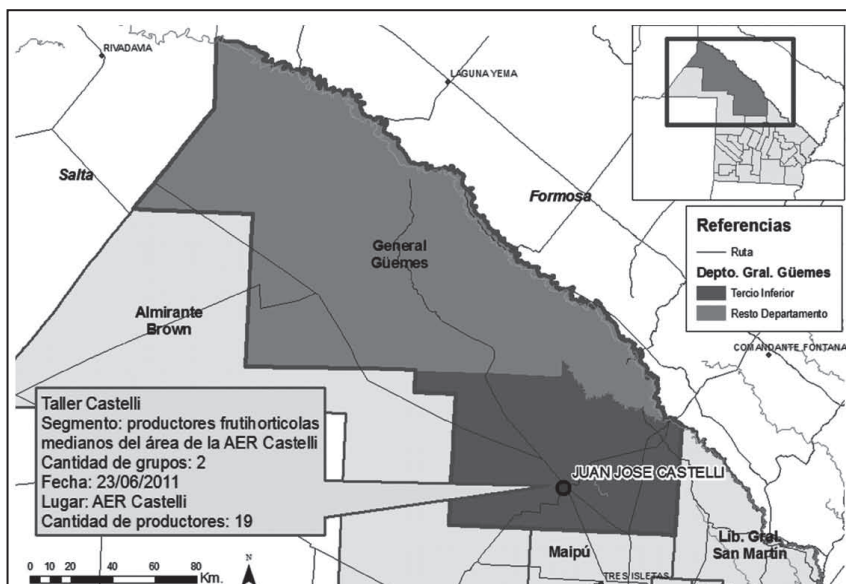 RIVADAVIA
LAGUNA YEMA
Salta
Formosa
General
Güemes
Almirante
Brown
Referencias
Ruta
Depto. Gral. Güemes
Tercio Inferior
Resto Departamento
COMANDANTE FONTANA
Taller Castelli
Segmento: productores frutihorticolas
medianos del área de la AER Castelli
Cantidad de grupos: 2
Fecha: 23/06/2011
Lugar: AER Castelli
Cantidad de productores: 19
JUAN JOSE CASTELLI
Lib. Gral.
San Martín
Maipú
TRES ISLETAS
0 10 20 40 60 80
Km.
N